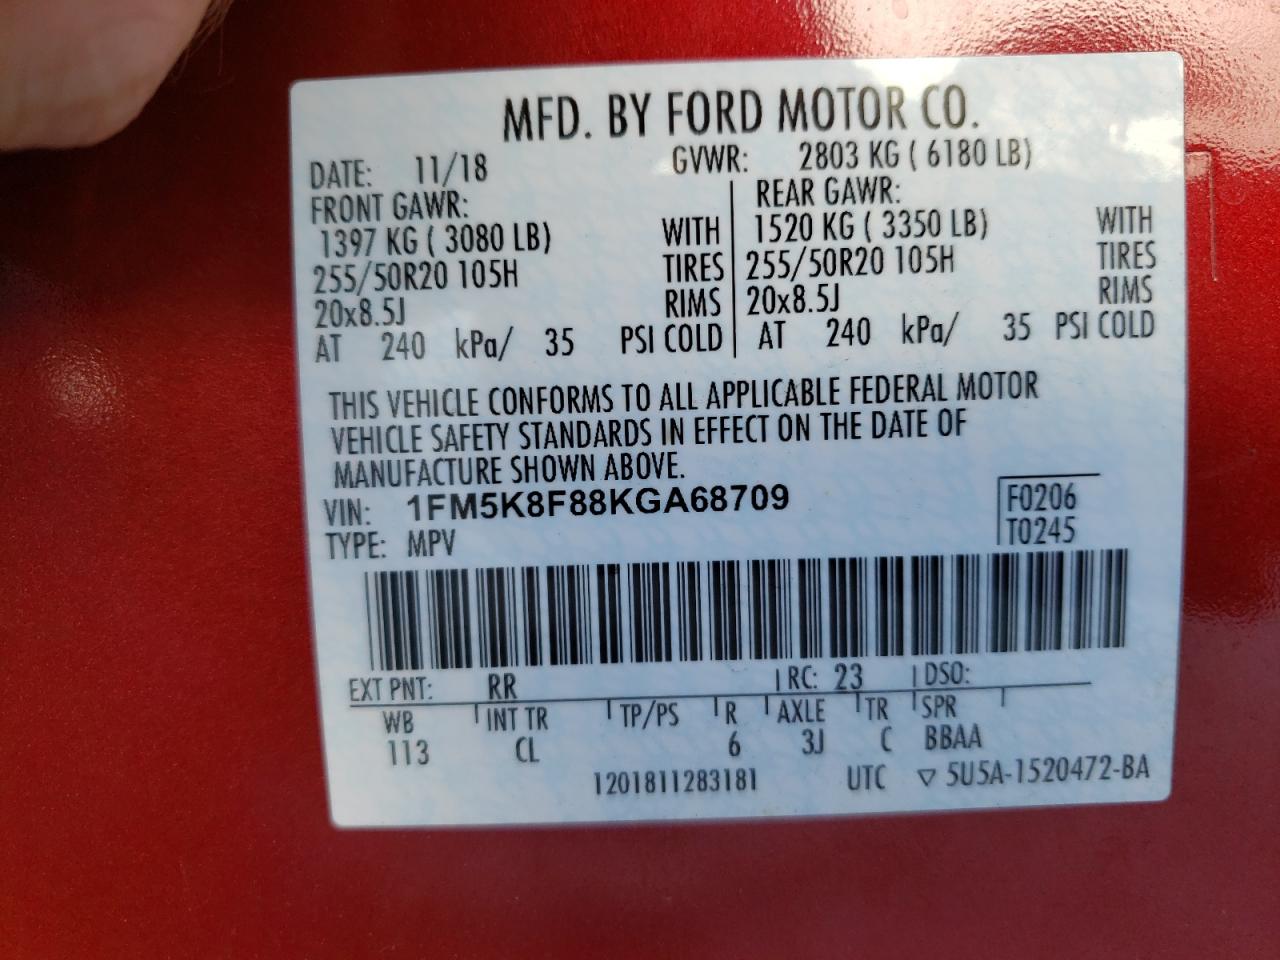 MFD. BY FORD MOTOR CO.
DATE: 11/18 GVWR: 2803 KG ( 6180 LB)
FRONT GAWR: REAR GAWR:
1397 KG ( 3080 LB) WITH 1520 KG ( 3350 LB) WITH
255/50R20 105H TIRES 255/50R20 105H TIRES
20x8.5J RIMS 20x8.5J RIMS
AT 240 kPa/ 35 PSI COLD AT 240 kPa/ 35 PSI COLD
THIS VEHICLE CONFORMS TO ALL APPLICABLE FEDERAL MOTOR
VEHICLE SAFETY STANDARDS IN EFFECT ON THE DATE OF
MANUFACTURE SHOWN ABOVE.
VIN: 1FM5K8F88KGA68709 F0206
TYPE: MPV T0245
EXT PNT: RR RC: 23 DSO:
WB INT TR TP/PS R AXLE TR SPR
113 CL 6 3J C BBAA
1201811283181 UTC ▽ 5U5A-1520472-BA